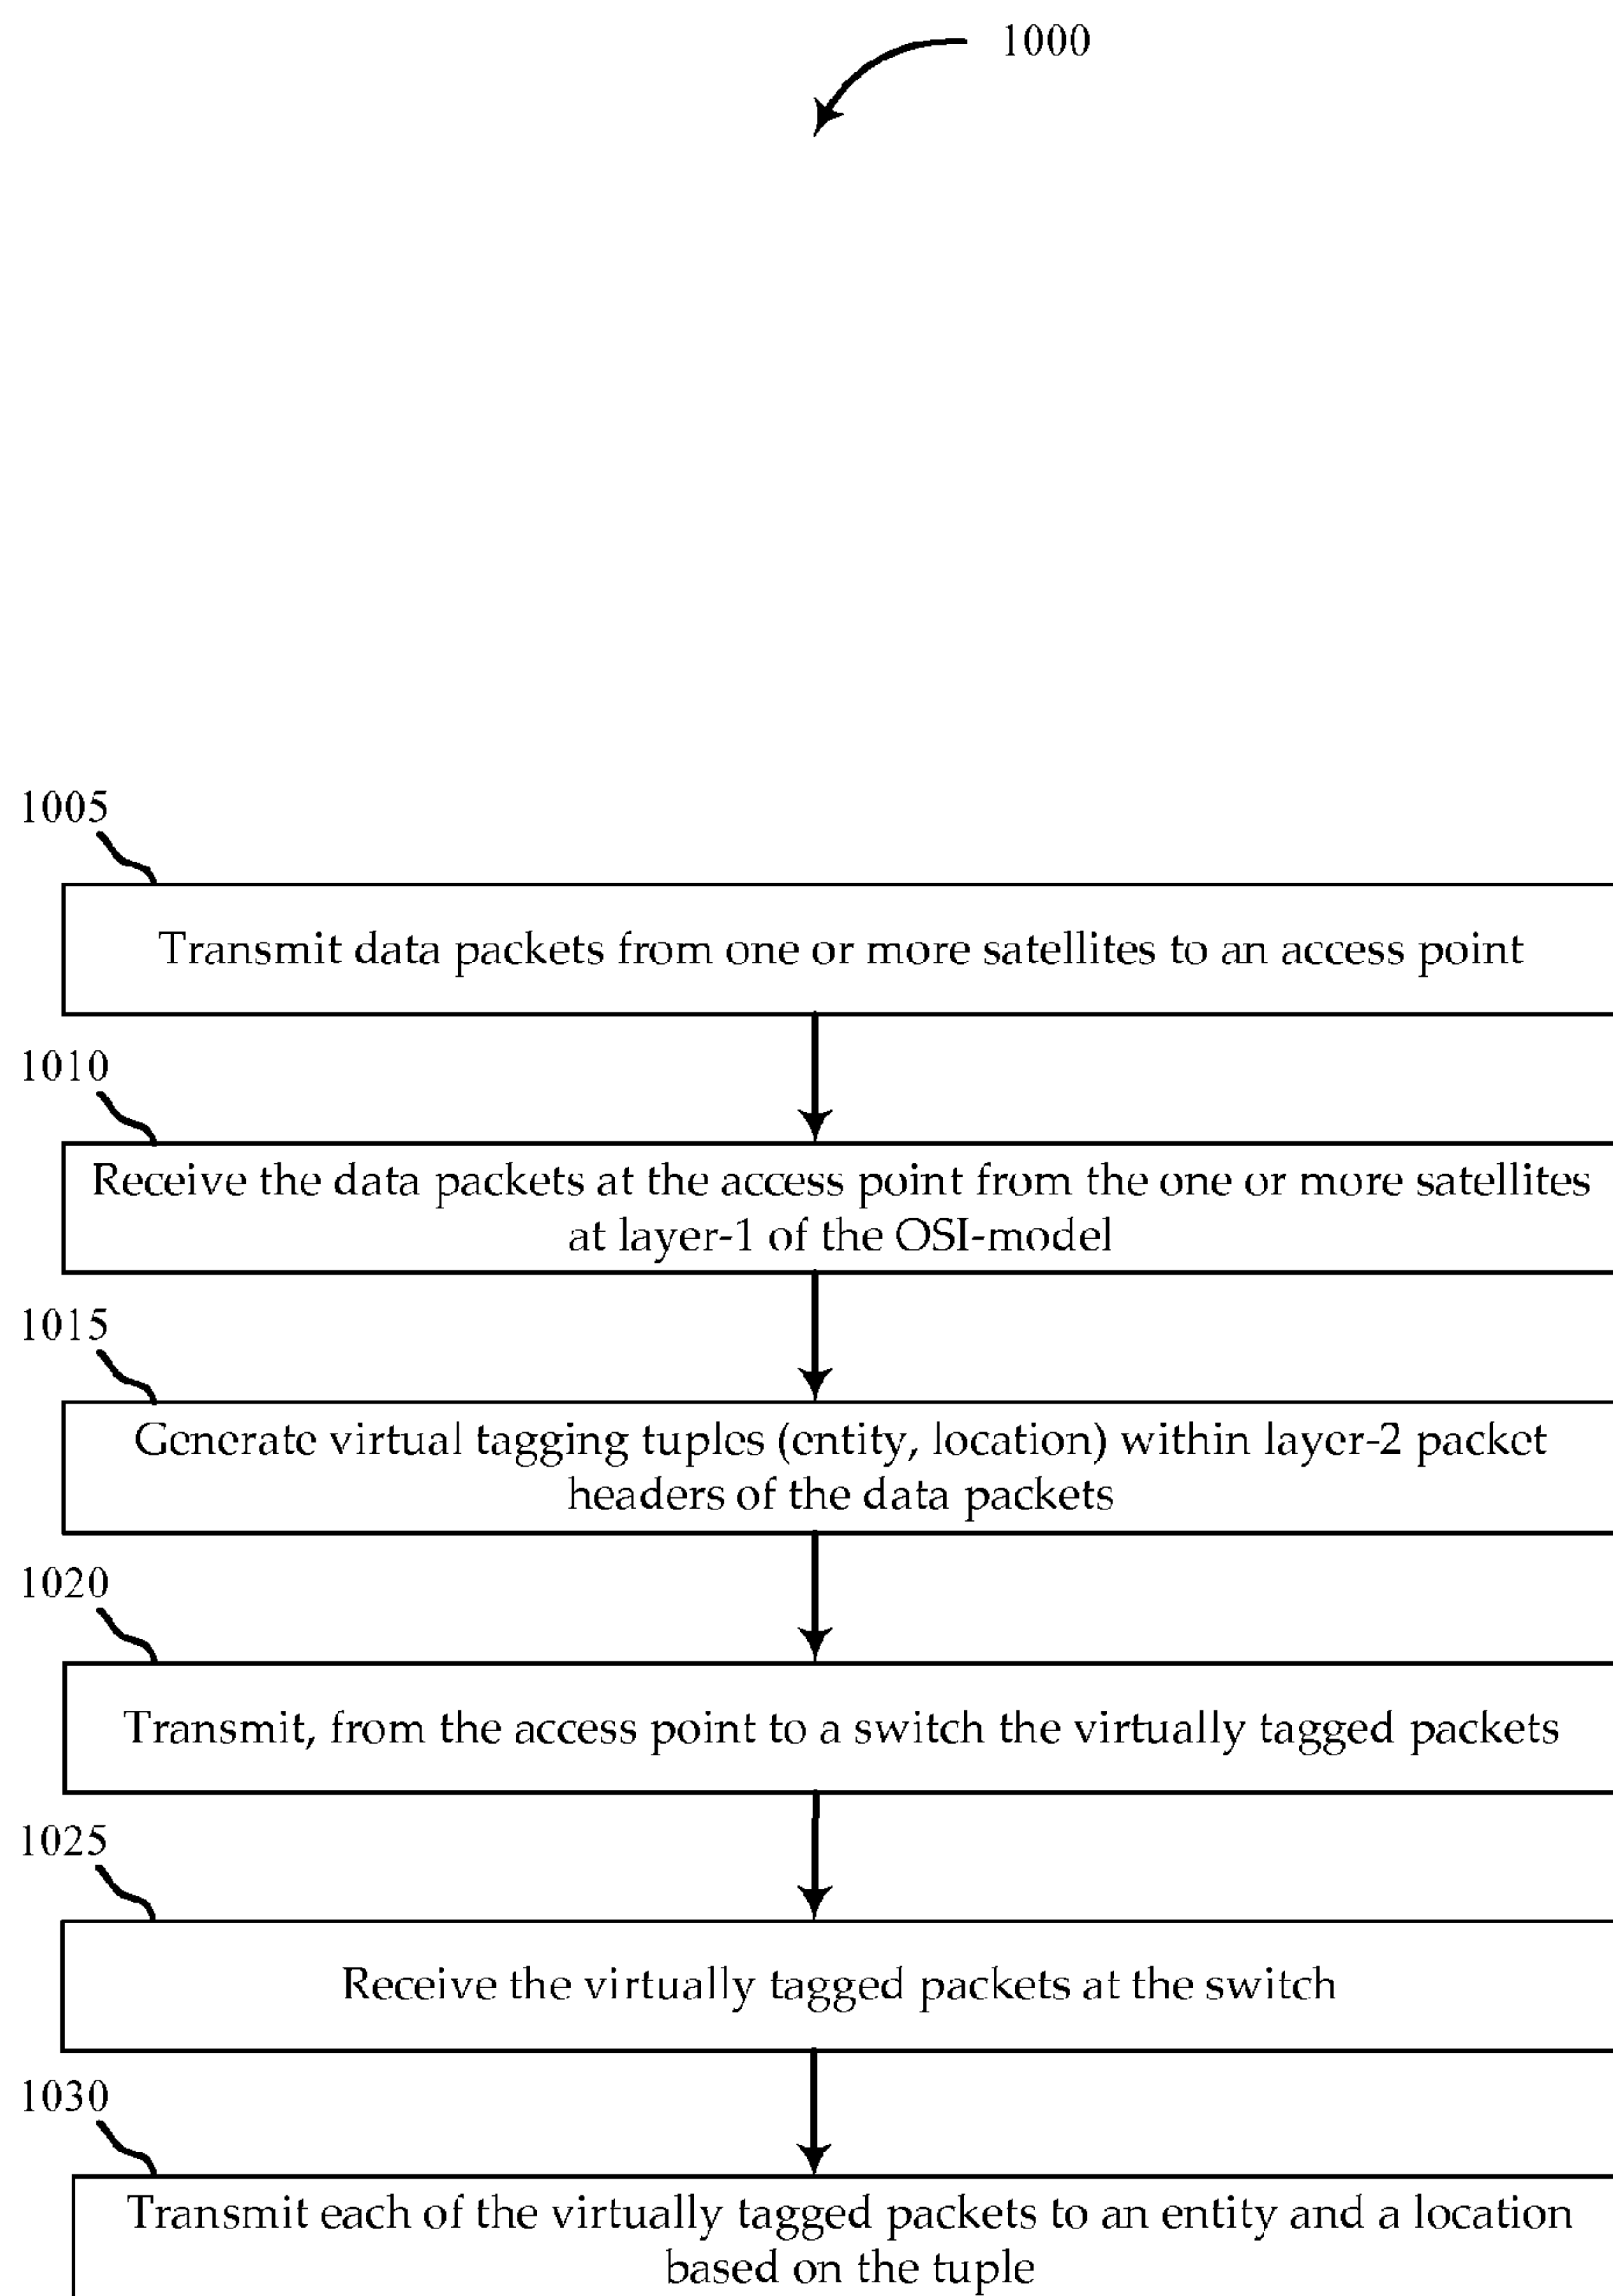 1000
1005
Transmit data packets from one or more satellites to an access point
1010
Receive the data packets at the access point from the one or more satellites
at layer-1 of the OSI-model
1015
Generate virtual tagging tuples (entity, location) within layer-2 packet
headers of the data packets
1020
Transmit, from the access point to a switch the virtually tagged packets
1025
Receive the virtually tagged packets at the switch
1030
Transmit each of the virtually tagged packets to an entity and a location
based on the tuple